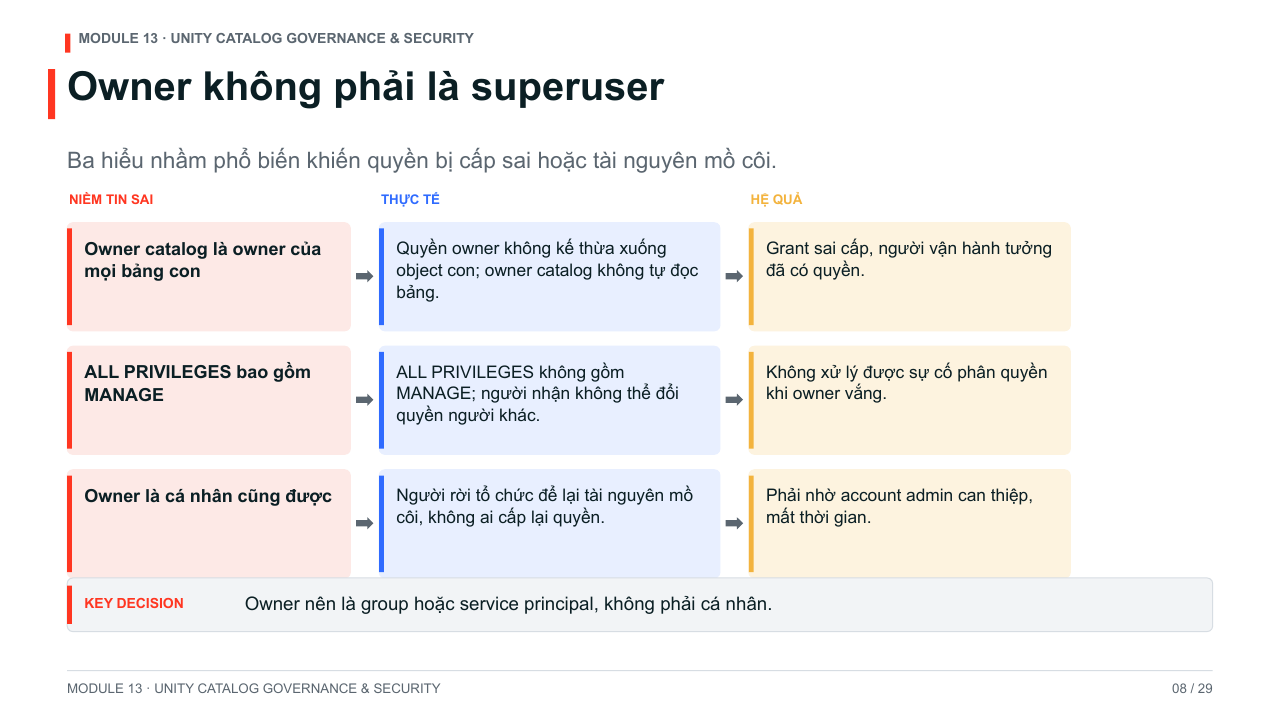 MODULE 13 · UNITY CATALOG GOVERNANCE & SECURITY
Owner không phải là superuser
Ba hiểu nhầm phổ biến khiến quyền bị cấp sai hoặc tài nguyên mồ côi.
NIỀM TIN SAI
THỰC TẾ
HỆ QUẢ
Owner catalog là owner của
mọi bảng con
Quyền owner không kế thừa xuống
object con; owner catalog không tự đọc
bảng.
Grant sai cấp, người vận hành tưởng
đã có quyền.
ALL PRIVILEGES bao gồm
MANAGE
ALL PRIVILEGES không gồm
MANAGE; người nhận không thể đổi
quyền người khác.
Không xử lý được sự cố phân quyền
khi owner vắng.
Owner là cá nhân cũng được
Người rời tổ chức để lại tài nguyên mồ
côi, không ai cấp lại quyền.
Phải nhờ account admin can thiệp,
mất thời gian.
KEY DECISION
Owner nên là group hoặc service principal, không phải cá nhân.
MODULE 13 · UNITY CATALOG GOVERNANCE & SECURITY
08 / 29